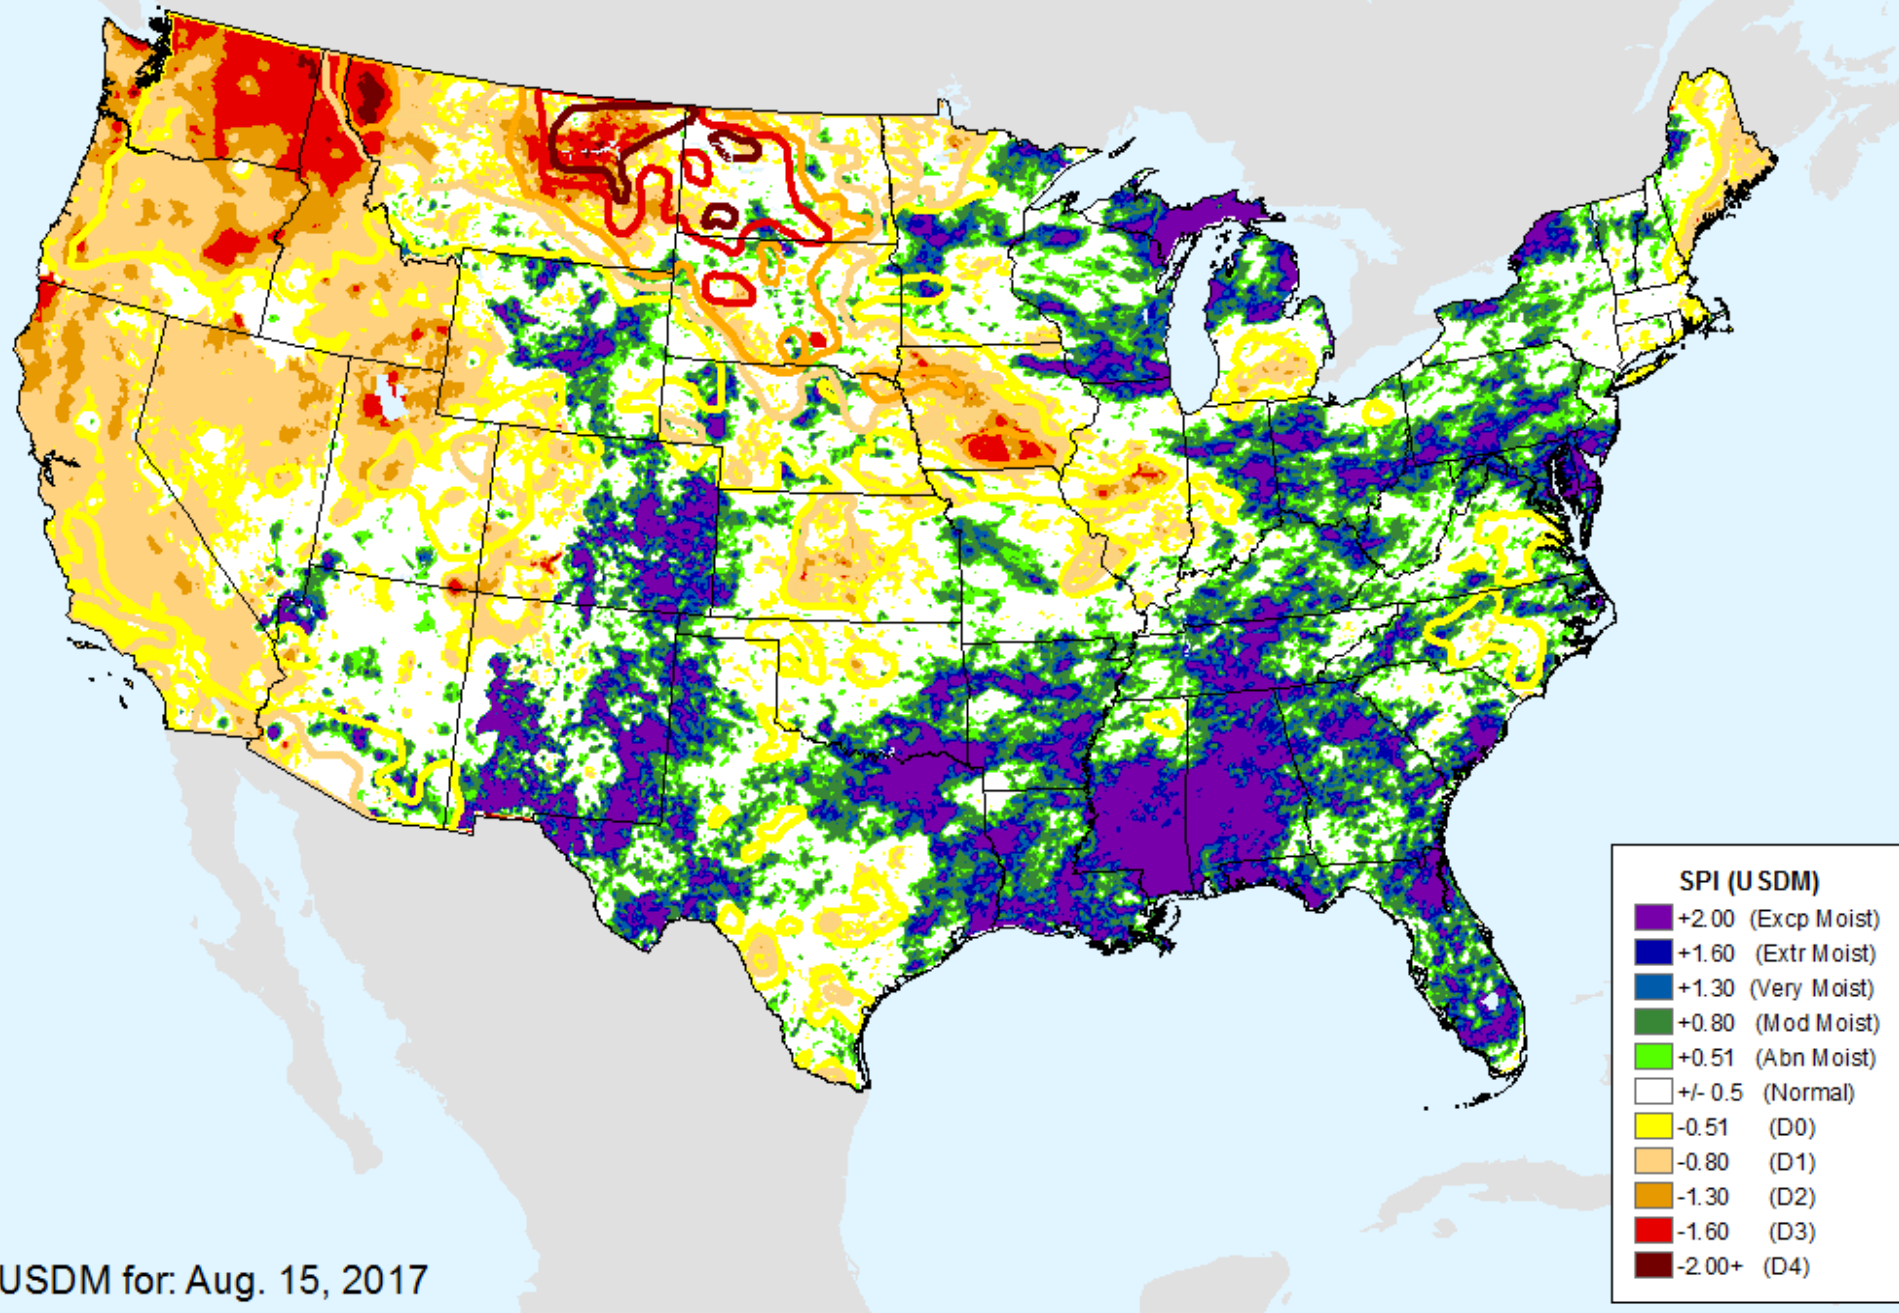 SPI (USDM)
+2.00 (Excp Moist)
+1.60 (Extr Moist)
+1.30 (Very Moist)
+0.80 (Mod Moist)
+0.51 (Abn Moist)
+/- 0.5 (Normal)
-0.51 (D0)
-0.80 (D1)
-1.30 (D2)
-1.60 (D3)
-2.00+ (D4)
USDM for: Aug. 15, 2017